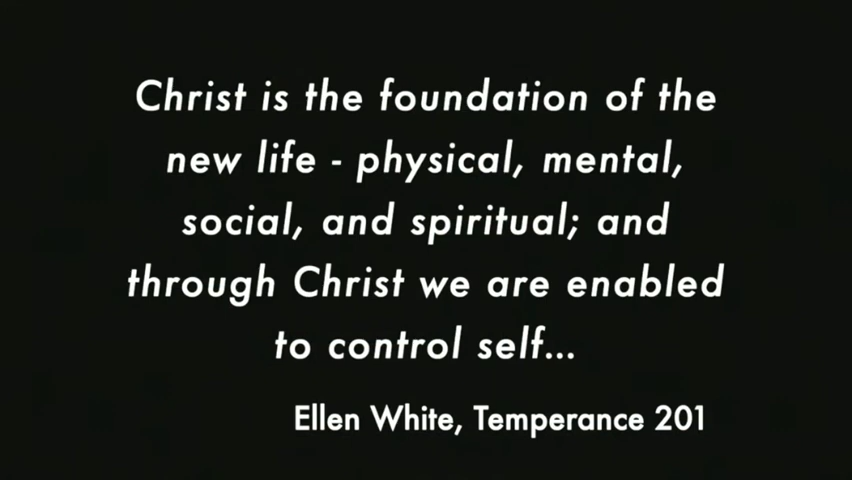 Christ is the foundation of the
new life - physical, mental,
social, and spiritual; and
through Christ we are enabled
to control self...
Ellen White, Temperance 201